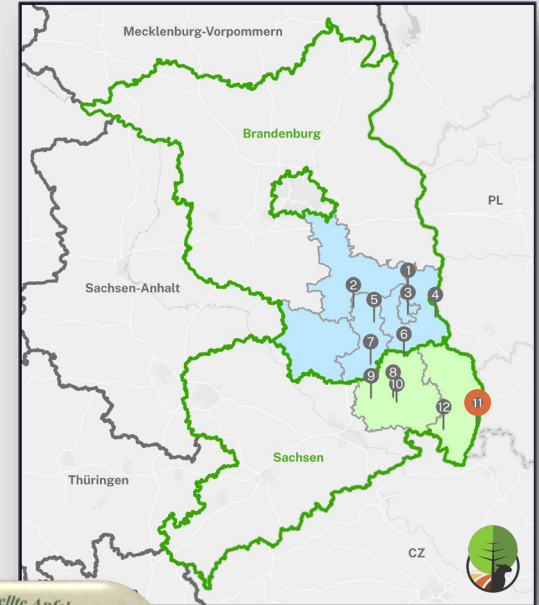 Mecklenburg-Vorpommern
Brandenburg
PL
Sachsen-Anhalt
1
2
3
4
5
6
7
8
9
10
11
12
Sachsen
Thüringen
CZ